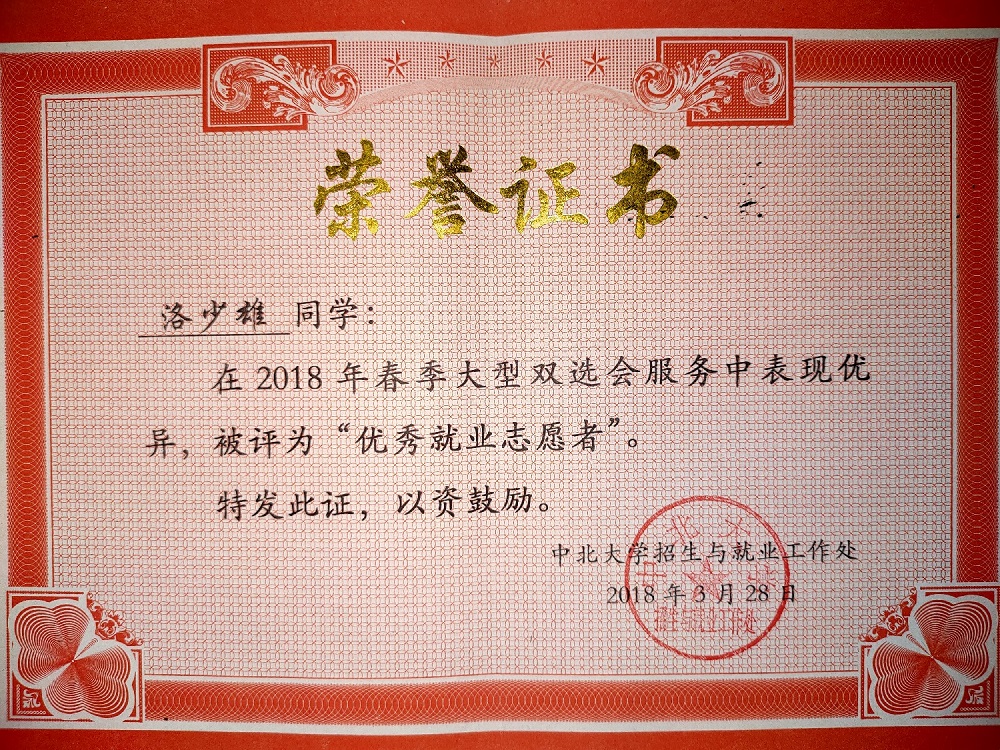 荣誉证书
洛少雄 同学：
在 2018 年春季大型双选会服务中表现优
异，被评为“优秀就业志愿者”。
特发此证，以资鼓励。
中北大学招生与就业工作处
2018 年 3 月 28 日
中北大学
招生与就业工作处